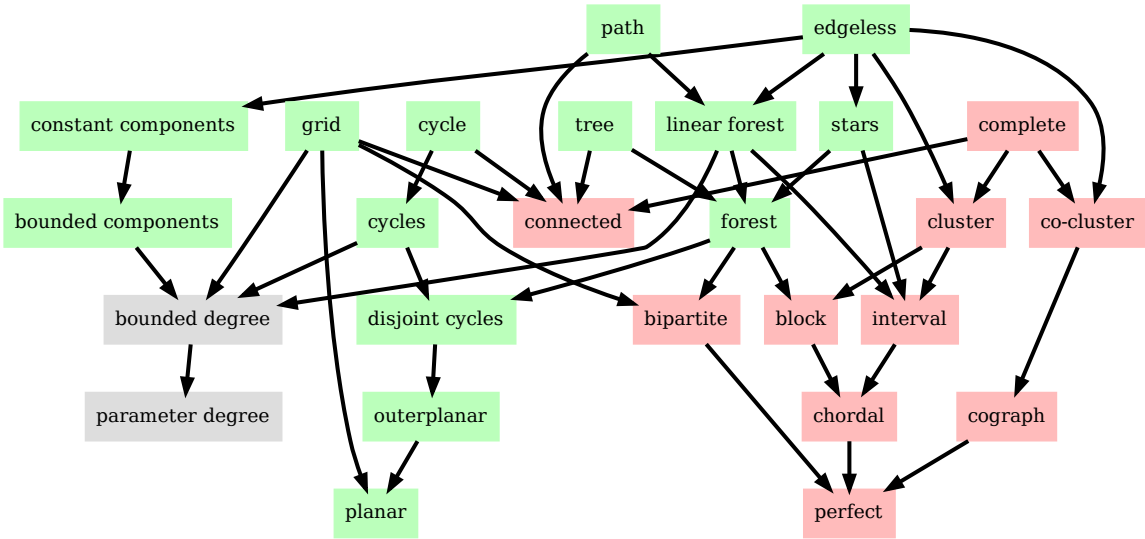 path
edgeless
constant components
grid
cycle
tree
linear forest
stars
complete
bounded components
cycles
connected
forest
cluster
co-cluster
bounded degree
disjoint cycles
bipartite
block
interval
parameter degree
outerplanar
chordal
cograph
planar
perfect